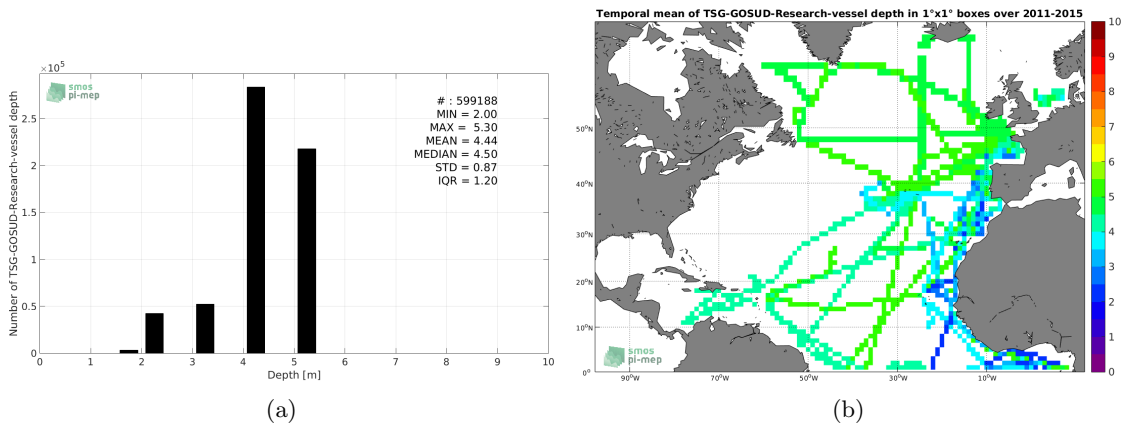 ×10⁵
smos
pi-mep
# : 599188
MIN = 2.00
MAX = 5.30
MEAN = 4.44
MEDIAN = 4.50
STD = 0.87
IQR = 1.20
Number of TSG-GOSUD-Research-vessel depth
2.5
2
1.5
1
0.5
0
0 1 2 3 4 5 6 7 8 9 10
Depth [m]
(a)
Temporal mean of TSG-GOSUD-Research-vessel depth in 1°x1° boxes over 2011-2015
50°N
40°N
30°N
20°N
10°N
0°
90°W 70°W 50°W 30°W 10°W
smos
pi-mep
10
9
8
7
6
5
4
3
2
1
0
(b)